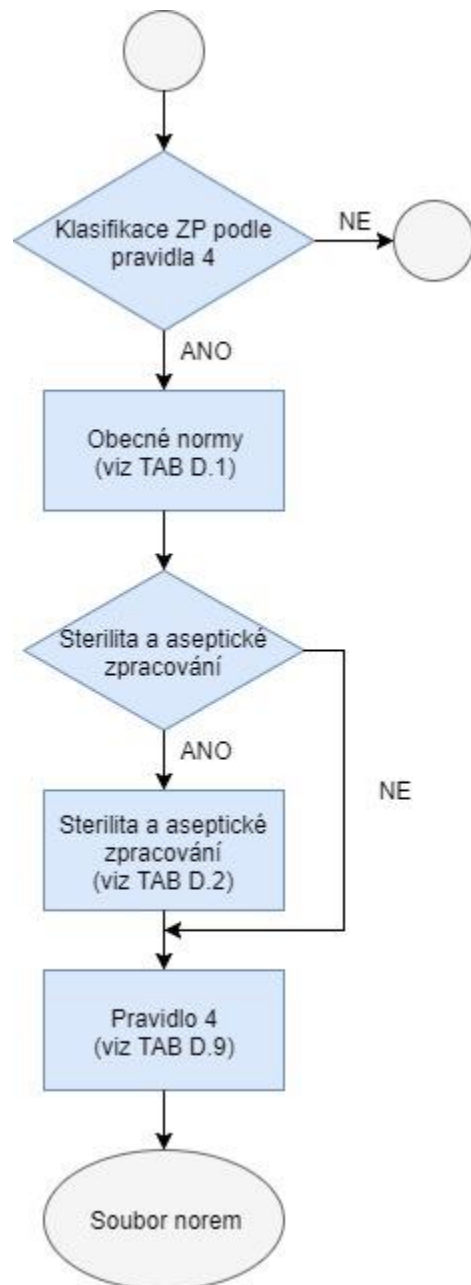 Klasifikace ZP podle
pravidla 4
NE
ANO
Obecné normy
(viz TAB D.1)
Sterilita a aseptické
zpracování
ANO
NE
Sterilita a aseptické
zpracování
(viz TAB D.2)
Pravidlo 4
(viz TAB D.9)
Soubor norem